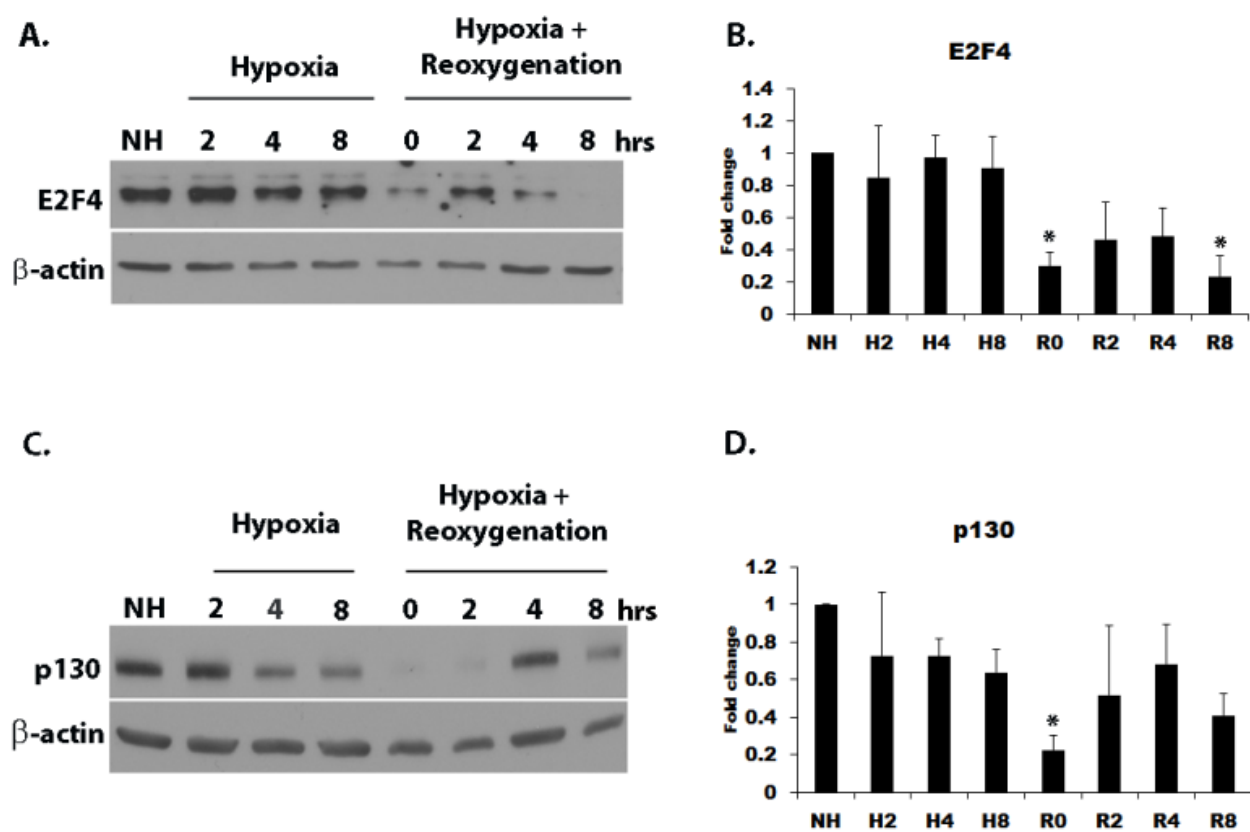 A.
Hypoxia
Hypoxia +
Reoxygenation
NH 2 4 8 0 2 4 8 hrs
E2F4
β-actin
B.
E2F4
Fold change
1.4
1.2
1
0.8
0.6
0.4
0.2
0
* *
NH H2 H4 H8 R0 R2 R4 R8
C.
Hypoxia
Hypoxia +
Reoxygenation
NH 2 4 8 0 2 4 8 hrs
p130
β-actin
D.
p130
Fold change
1.2
1
0.8
0.6
0.4
0.2
0
*
NH H2 H4 H8 R0 R2 R4 R8